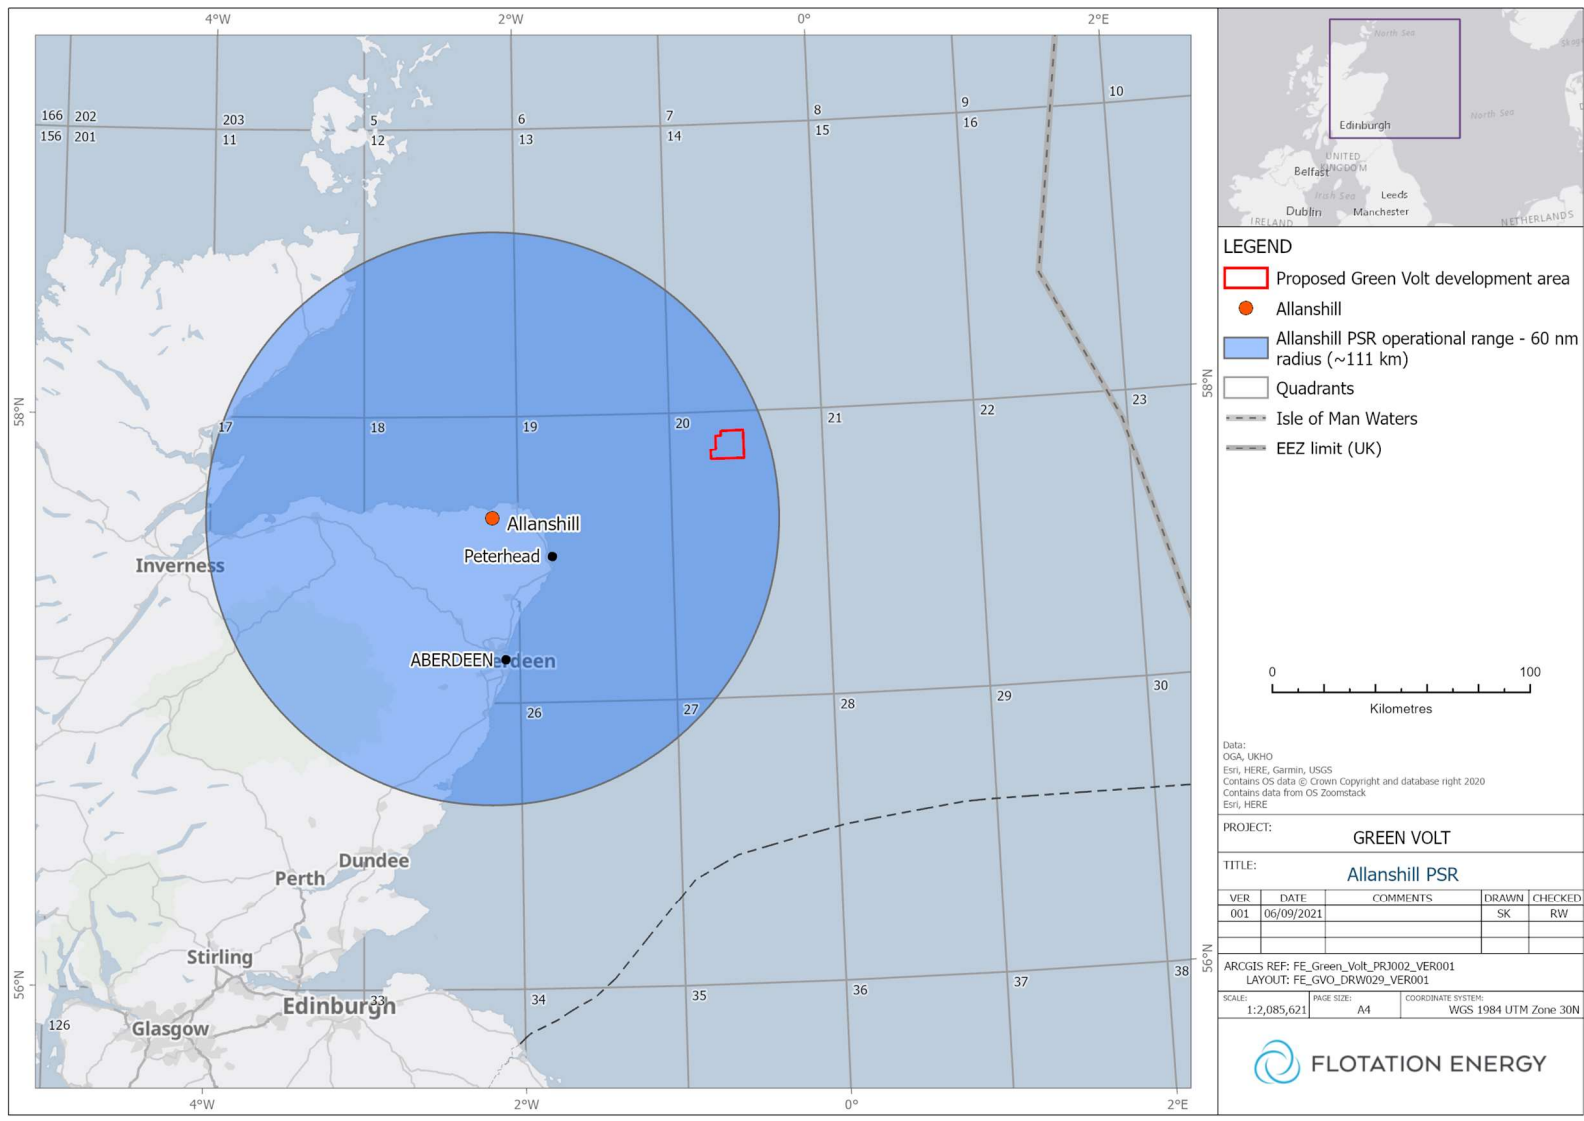 4°W
2°W
0°
2°E
166 202
156 201
203
11
5
12
6
13
7
14
8
15
9
16
10
58°N
58°N
17
18
19
20
21
22
23
Allanshill
Peterhead
Inverness
ABERDEEN
erdeen
26
27
28
29
30
Dundee
Perth
Stirling
Edinburgh
Glasgow
126
33
34
35
36
37
38
56°N
56°N
4°W
2°W
0°
2°E
North Sea
North Sea
Edinburgh
UNITED
KINGDOM
Belfast
Irish Sea
Leeds
Dublin
Manchester
IRELAND
NETHERLANDS
LEGEND
Proposed Green Volt development area
Allanshill
Allanshill PSR operational range - 60 nm
radius (~111 km)
Quadrants
Isle of Man Waters
EEZ limit (UK)
0
100
Kilometres
Data:
OGA, UKHO
Esri, HERE, Garmin, USGS
Contains OS data © Crown Copyright and database right 2020
Contains data from OS Zoomstack
Esri, HERE
PROJECT:
GREEN VOLT
TITLE:
Allanshill PSR
VER DATE COMMENTS DRAWN CHECKED
001 06/09/2021 SK RW
ARCGIS REF: FE_Green_Volt_PRJ002_VER001
LAYOUT: FE_GVO_DRW029_VER001
SCALE: 1:2,085,621
PAGE SIZE: A4
COORDINATE SYSTEM: WGS 1984 UTM Zone 30N
FLOTATION ENERGY